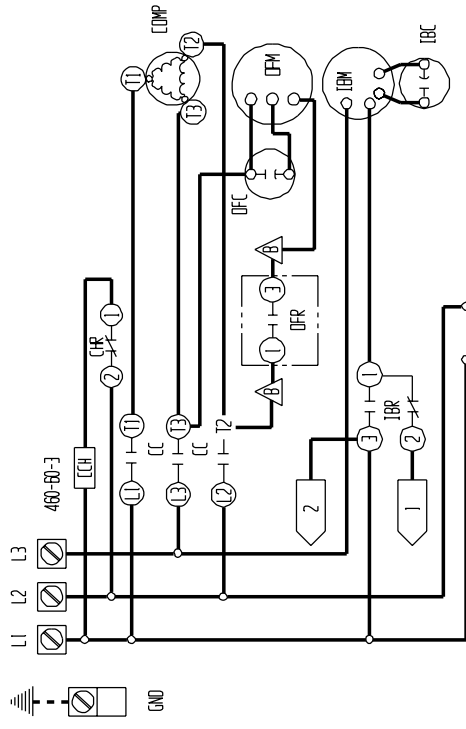 L1 L2 L3
460-60-3
CCH
CHR
2 1
L1 T1 T1
GND CC COMP
L3 T3 T3 T2
CC
L2 T2
OFC
B 1 3 B OFM
OFR
2
IBM
3 1
IBR
1 2
IBC